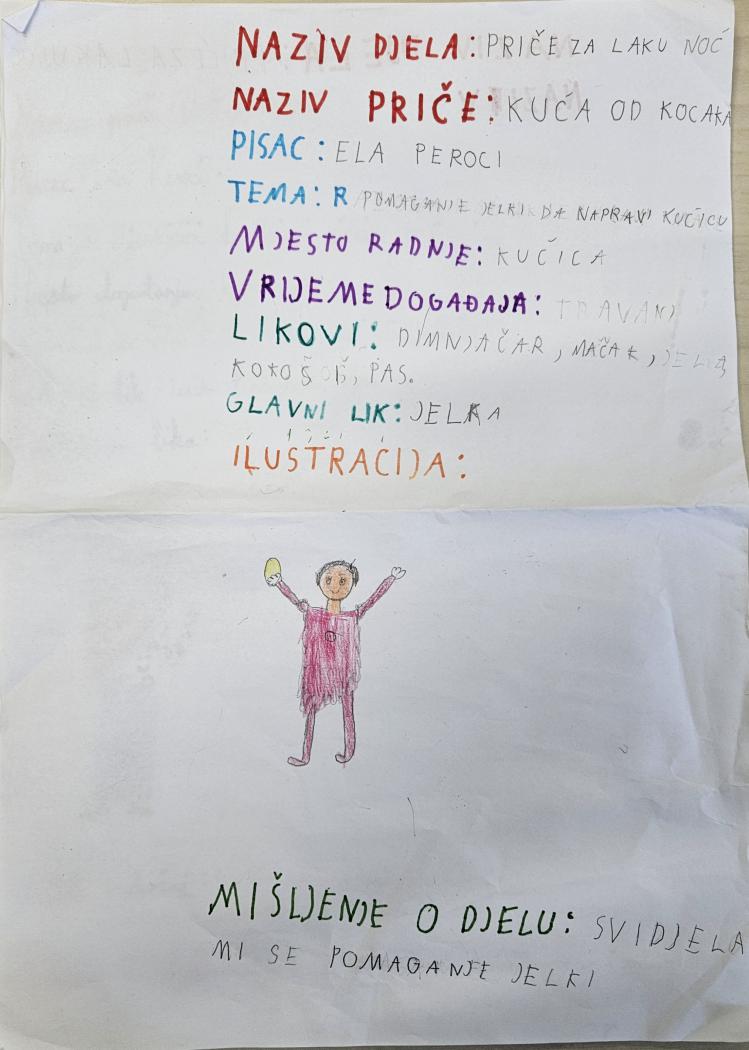 NAZIV DJELA: PRIČE ZA LAKU NOĆ
NAZIV PRIČE: KUĆA OD KOCAKA
PISAC: ELA PEROCI
TEMA: R POMAGANJE JELKI DA NAPRAVI KUĆICU
MJESTO RADNJE: KUĆICA
VRIJEME DOGAĐAJA: TRAVANJ
LIKOVI: DIMNJAČAR, MAČAK, JELKA
KOKOŠ, PAS.
GLAVNI LIK: JELKA
ILUSTRACIJA:
MIŠLJENJE O DJELU: SVIDJELA
MI SE POMAGANJE JELKI